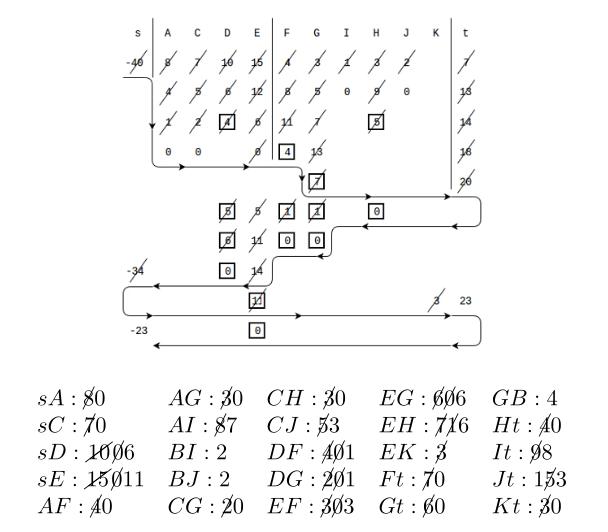 s A C D E F G I H J K t
-40 8 7 10 15 4 3 1 3 2 7
4 5 6 12 8 5 0 9 0 13
1 2 4 6 11 7 5 14
0 0 0 4 13 18
7 20
5 5 1 1 0
6 11 0 0
-34 0 14
11 3 23
-23 0
sA : 80 AG : 30 CH : 30 EG : 606 GB : 4
sC : 70 AI : 87 CJ : 53 EH : 716 Ht : 40
sD : 1006 BI : 2 DF : 401 EK : 3 It : 98
sE : 15011 BJ : 2 DG : 201 Ft : 70 Jt : 153
AF : 40 CG : 20 EF : 303 Gt : 60 Kt : 30